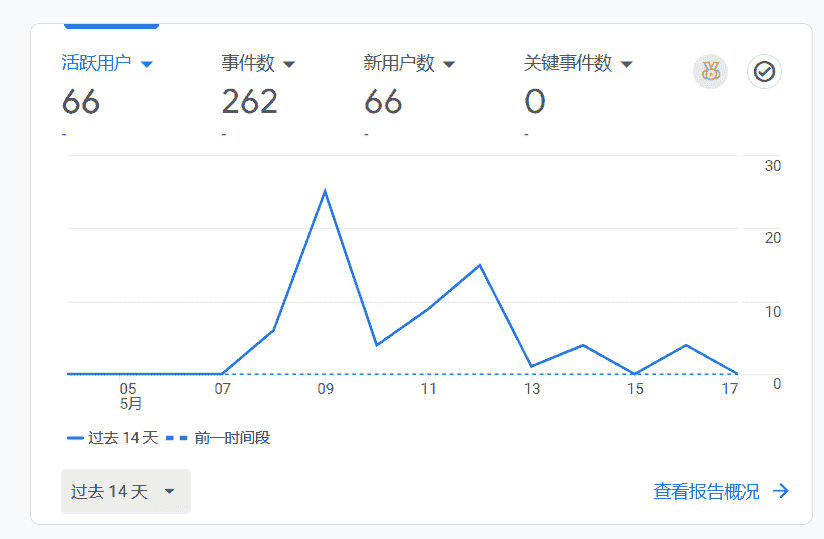 活跃用户 事件数 新用户数 关键事件数
66 262 66 0
- - - -
30
20
10
0
05 07 09 11 13 15 17
5月
过去 14 天 前一时间段
过去 14 天 查看报告概况